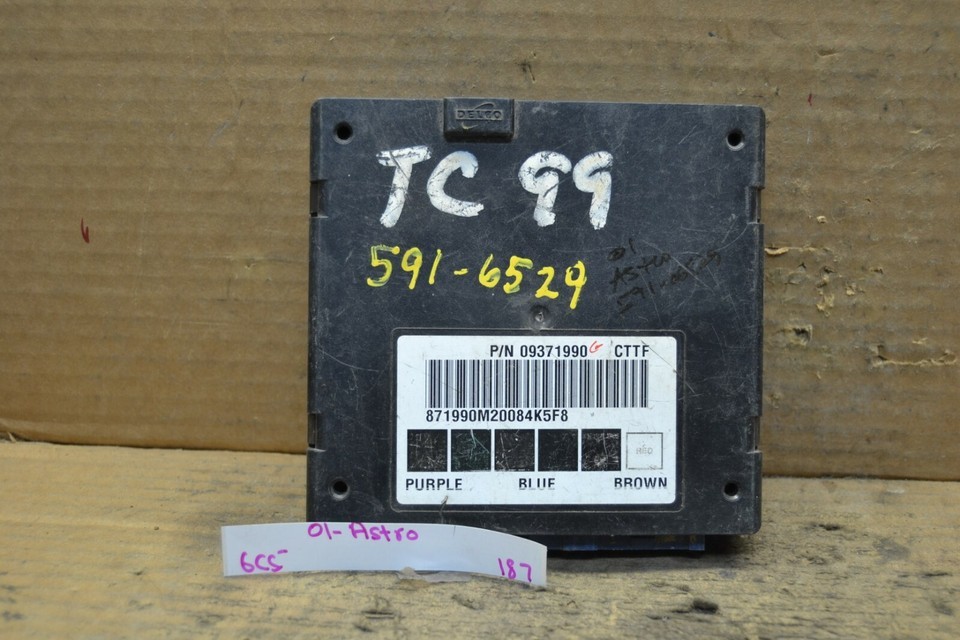 DELCO
TC 99
591-6529
01
Astro
P/N 09371990 G CTTF
871990M20084K5F8
PURPLE BLUE BROWN
01-Astro
6C5 187